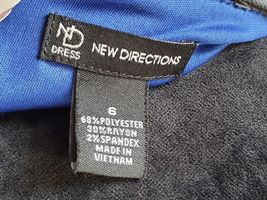 ND
DRESS
NEW DIRECTIONS
6
68%POLYESTER
30%RAYON
2%SPANDEX
MADE IN
VIETNAM